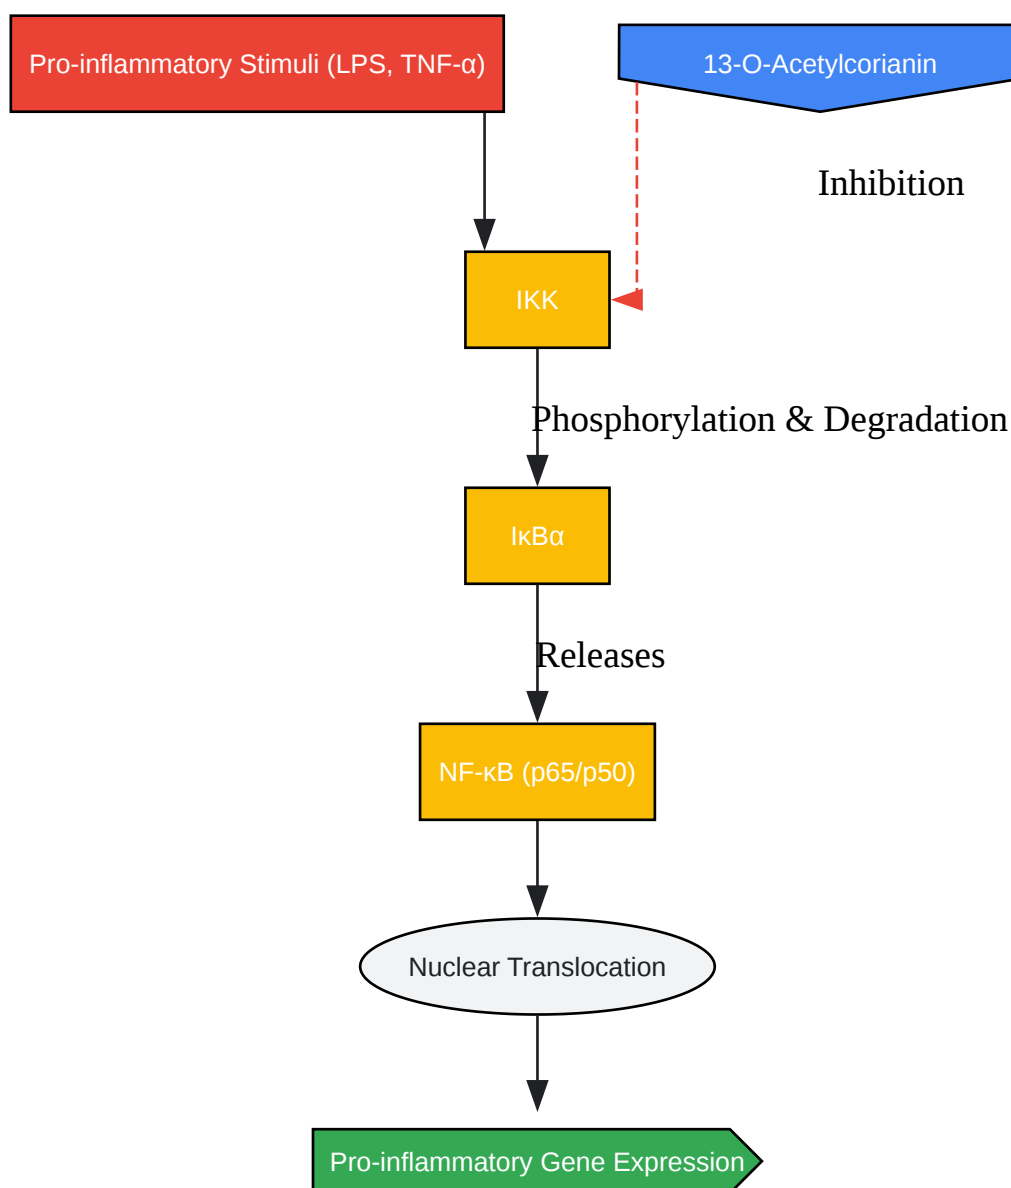 Pro-inflammatory Stimuli (LPS, TNF-α)
13-O-Acetylcorianin
Inhibition
IKK
Phosphorylation & Degradation
IκBα
Releases
NF-κB (p65/p50)
Nuclear Translocation
Pro-inflammatory Gene Expression